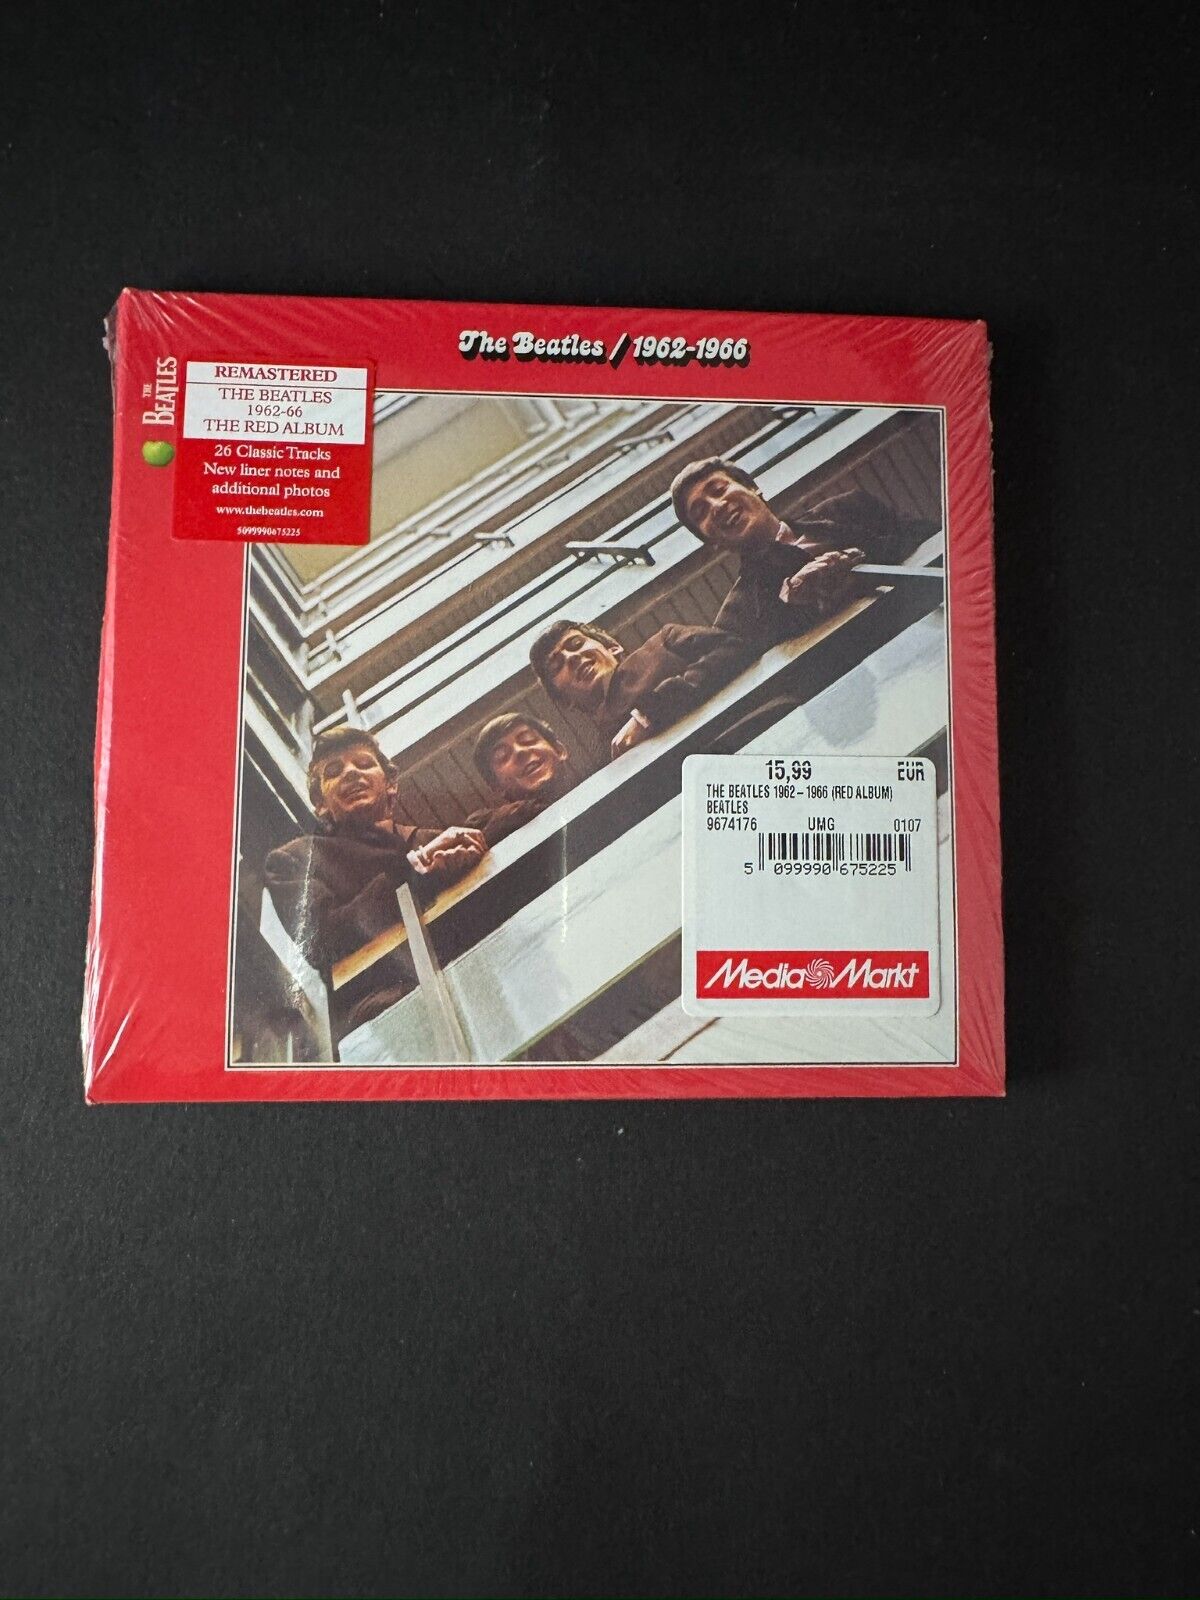 The Beatles / 1962-1966
THE
BEATLES
REMASTERED
THE BEATLES
1962-66
THE RED ALBUM
26 Classic Tracks
New liner notes and
additional photos
www.thebeatles.com
5099990675225
15,99 EUR
THE BEATLES 1962 - 1966 (RED ALBUM)
BEATLES
9674176 UMG 0107
5 099990 675225
Media Markt